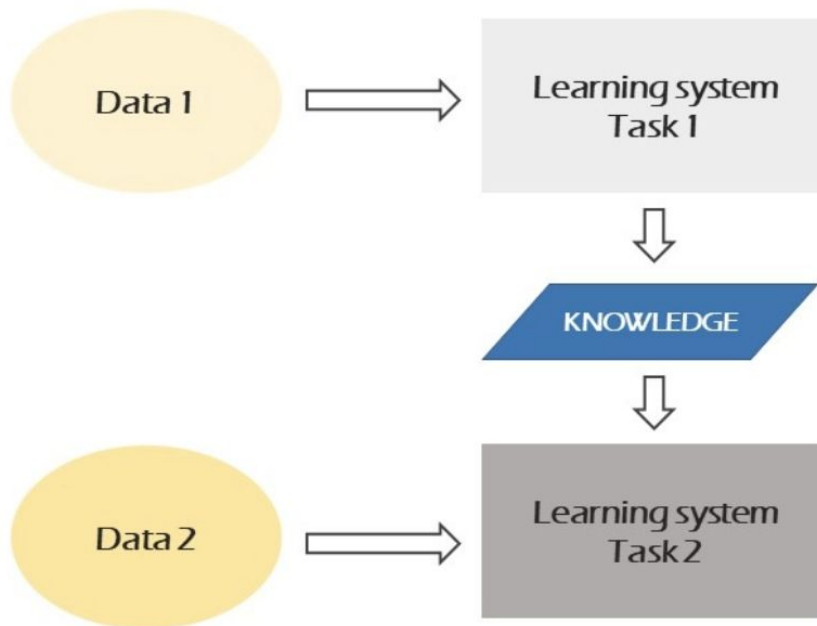 Data 1
Learning system
Task 1
KNOWLEDGE
Data 2
Learning system
Task 2